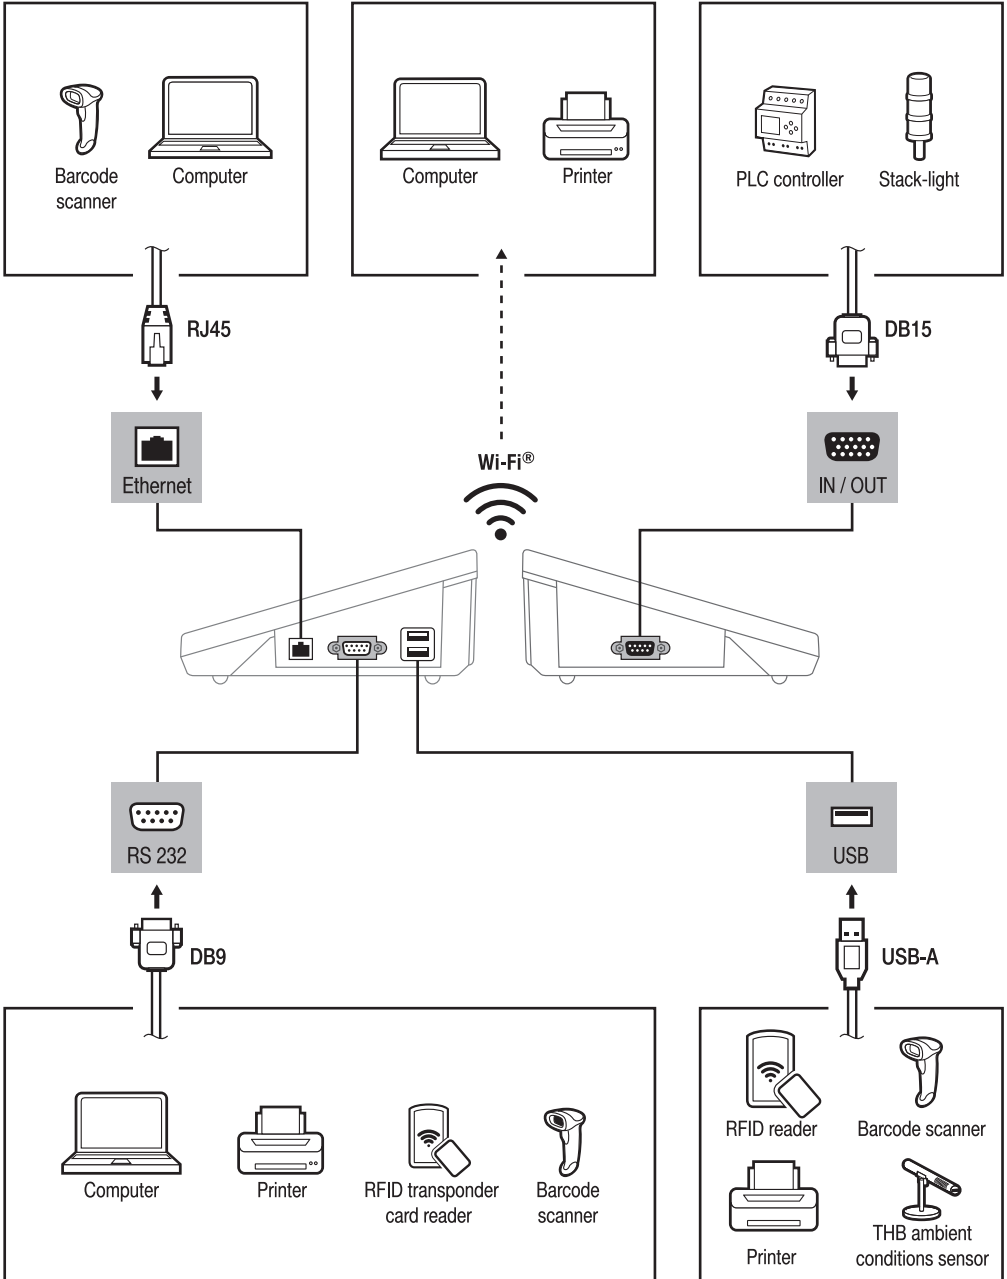 Barcode
scanner
Computer
Computer
Printer
PLC controller
Stack-light
RJ45
DB15
Ethernet
Wi-Fi®
IN / OUT
RS 232
USB
DB9
USB-A
Computer
Printer
RFID transponder
card reader
Barcode
scanner
RFID reader
Barcode scanner
Printer
THB ambient
conditions sensor